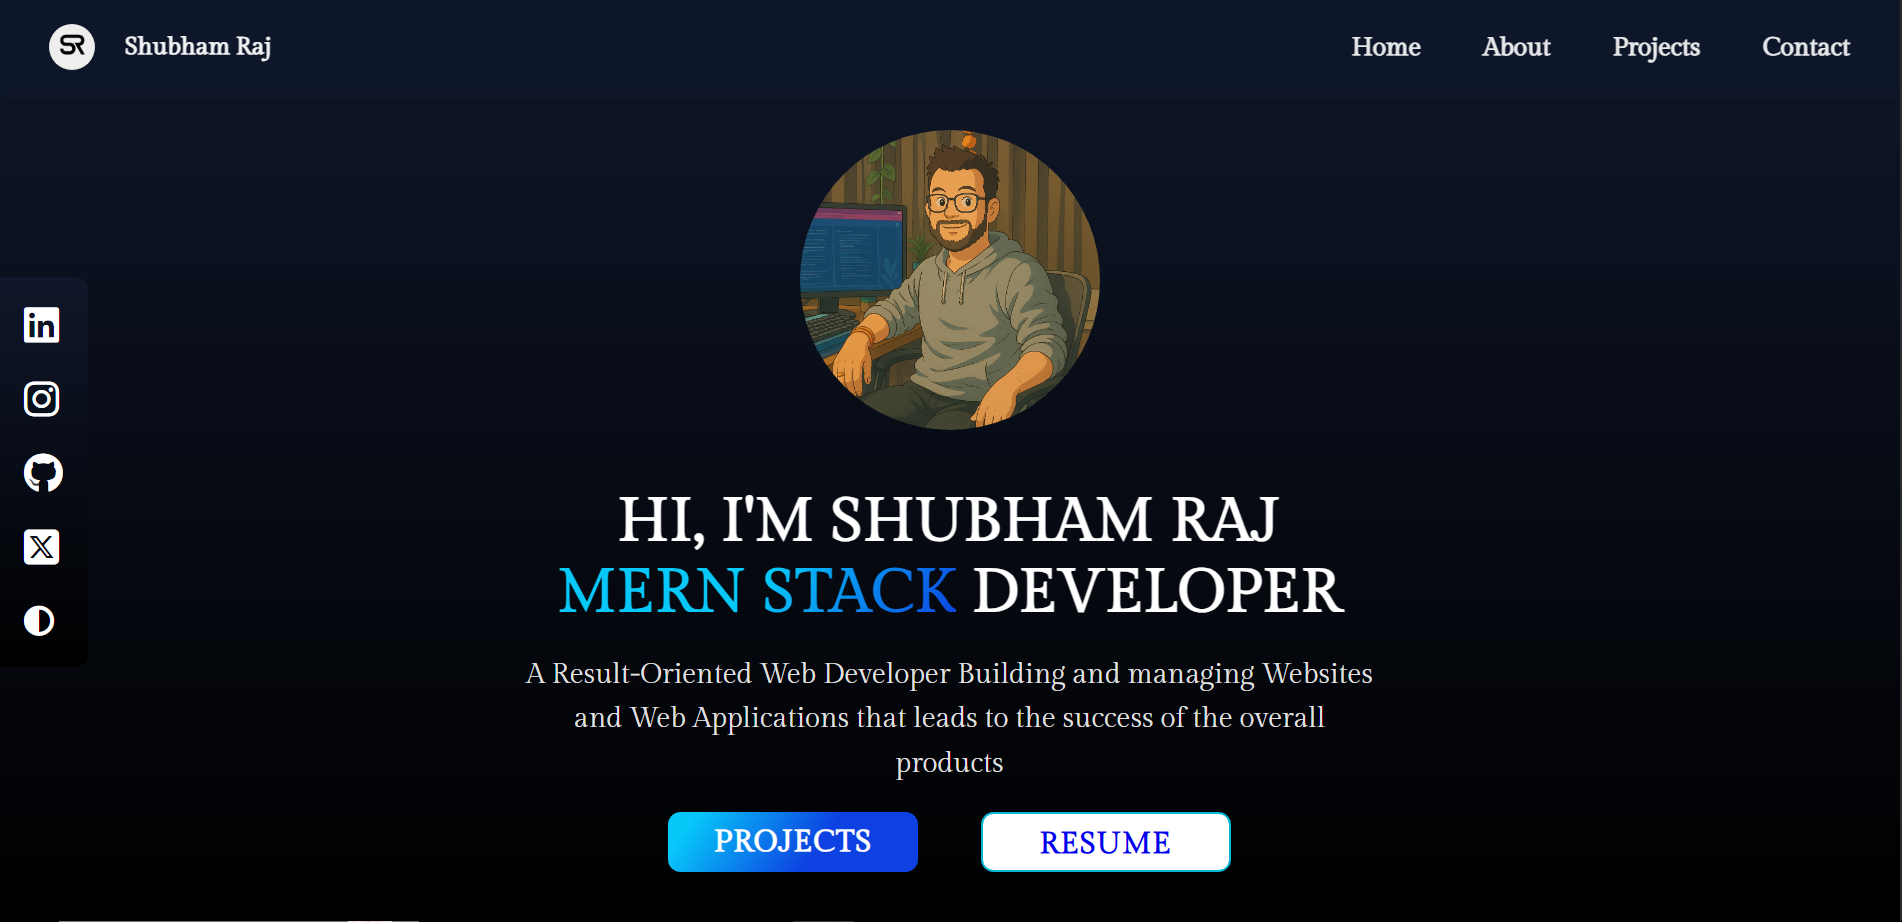 SR
Shubham Raj
Home
About
Projects
Contact
in
X
HI, I'M SHUBHAM RAJ
MERN STACK DEVELOPER
A Result-Oriented Web Developer Building and managing Websites
and Web Applications that leads to the success of the overall
products
PROJECTS
RESUME